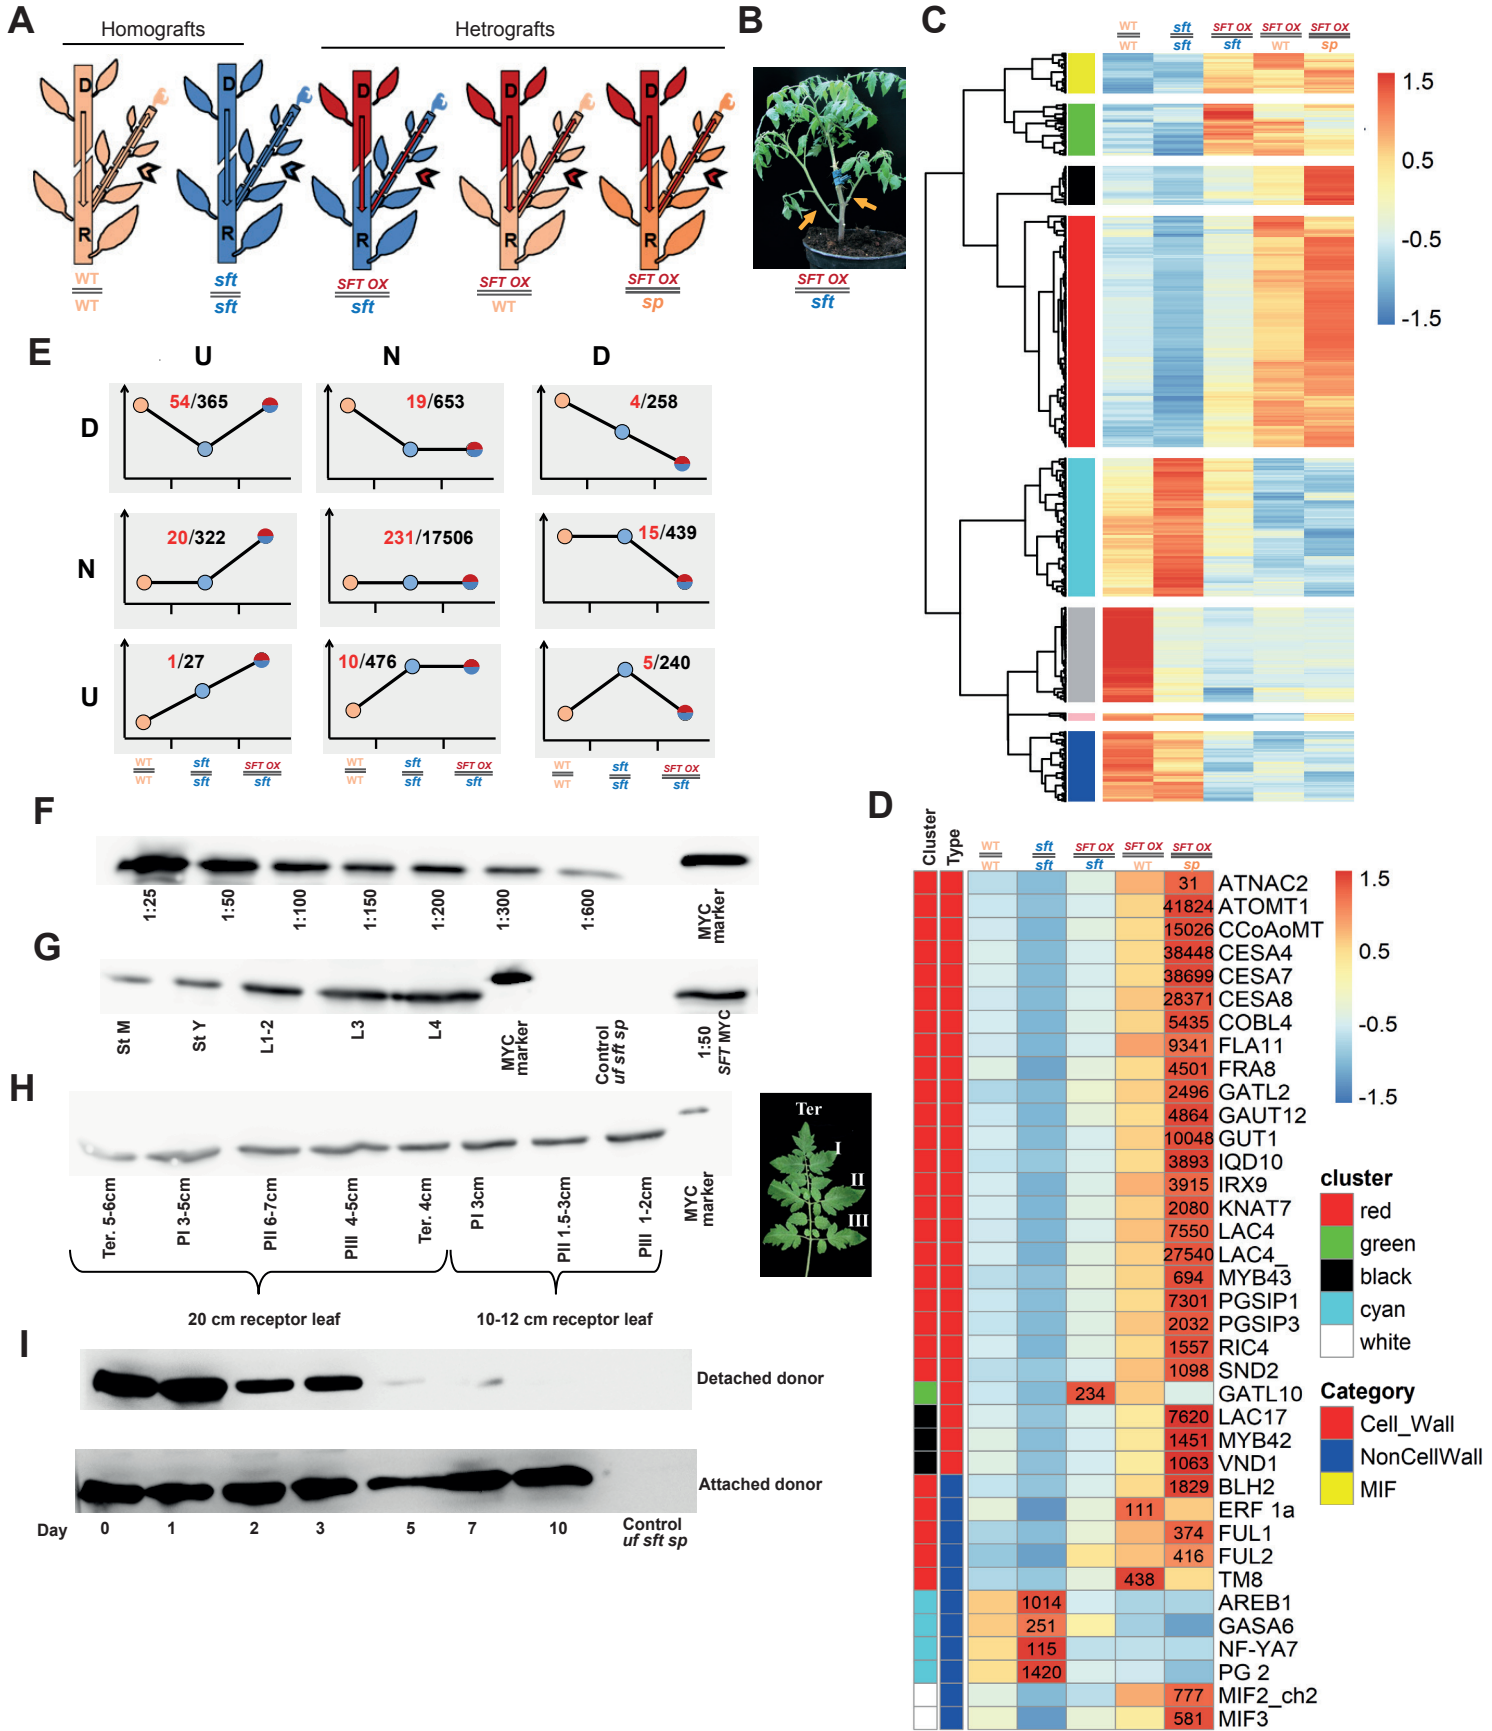 A
Homografts
Hetrografts
D
D
D
D
D
R
R
R
R
R
WT
WT
sft
sft
SFT OX
sft
SFT OX
WT
SFT OX
sp
B
SFT OX
sft
C
WT
WT
sft
sft
SFT OX
sft
SFT OX
WT
SFT OX
sp
1.5
0.5
-0.5
-1.5
E
U
N
D
D
54/365
19/653
4/258
N
20/322
231/17506
15/439
U
1/27
10/476
5/240
WT
WT
sft
sft
SFT OX
sft
WT
WT
sft
sft
SFT OX
sft
WT
WT
sft
sft
SFT OX
sft
F
1:25
1:50
1:100
1:150
1:200
1:300
1:600
MYC
marker
G
St M
St Y
L1-2
L3
L4
MYC
marker
Control
uf sft sp
1:50
SFT MYC
H
Ter. 5-6cm
PI 3-5cm
PII 6-7cm
PIII 4-5cm
Ter. 4cm
PI 3cm
PII 1.5-3cm
PIII 1-2cm
MYC
marker
20 cm receptor leaf
10-12 cm receptor leaf
Ter
I
II
III
I
Detached donor
Attached donor
Day 0 1 2 3 5 7 10 Control
uf sft sp
D
Cluster
Type
WT
WT
sft
sft
SFT OX
sft
SFT OX
WT
SFT OX
sp
31 ATNAC2
41824 ATOMT1
15026 CCoAoMT
38448 CESA4
38699 CESA7
28371 CESA8
5435 COBL4
9341 FLA11
4501 FRA8
2496 GATL2
4864 GAUT12
10048 GUT1
3893 IQD10
3915 IRX9
2080 KNAT7
7550 LAC4
27540 LAC4_
694 MYB43
7301 PGSIP1
2032 PGSIP3
1557 RIC4
1098 SND2
234 GATL10
7620 LAC17
1451 MYB42
1063 VND1
1829 BLH2
111 ERF 1a
374 FUL1
416 FUL2
438 TM8
1014 AREB1
251 GASA6
115 NF-YA7
1420 PG 2
777 MIF2_ch2
581 MIF3
1.5
0.5
-0.5
-1.5
cluster
red
green
black
cyan
white
Category
Cell_Wall
NonCellWall
MIF